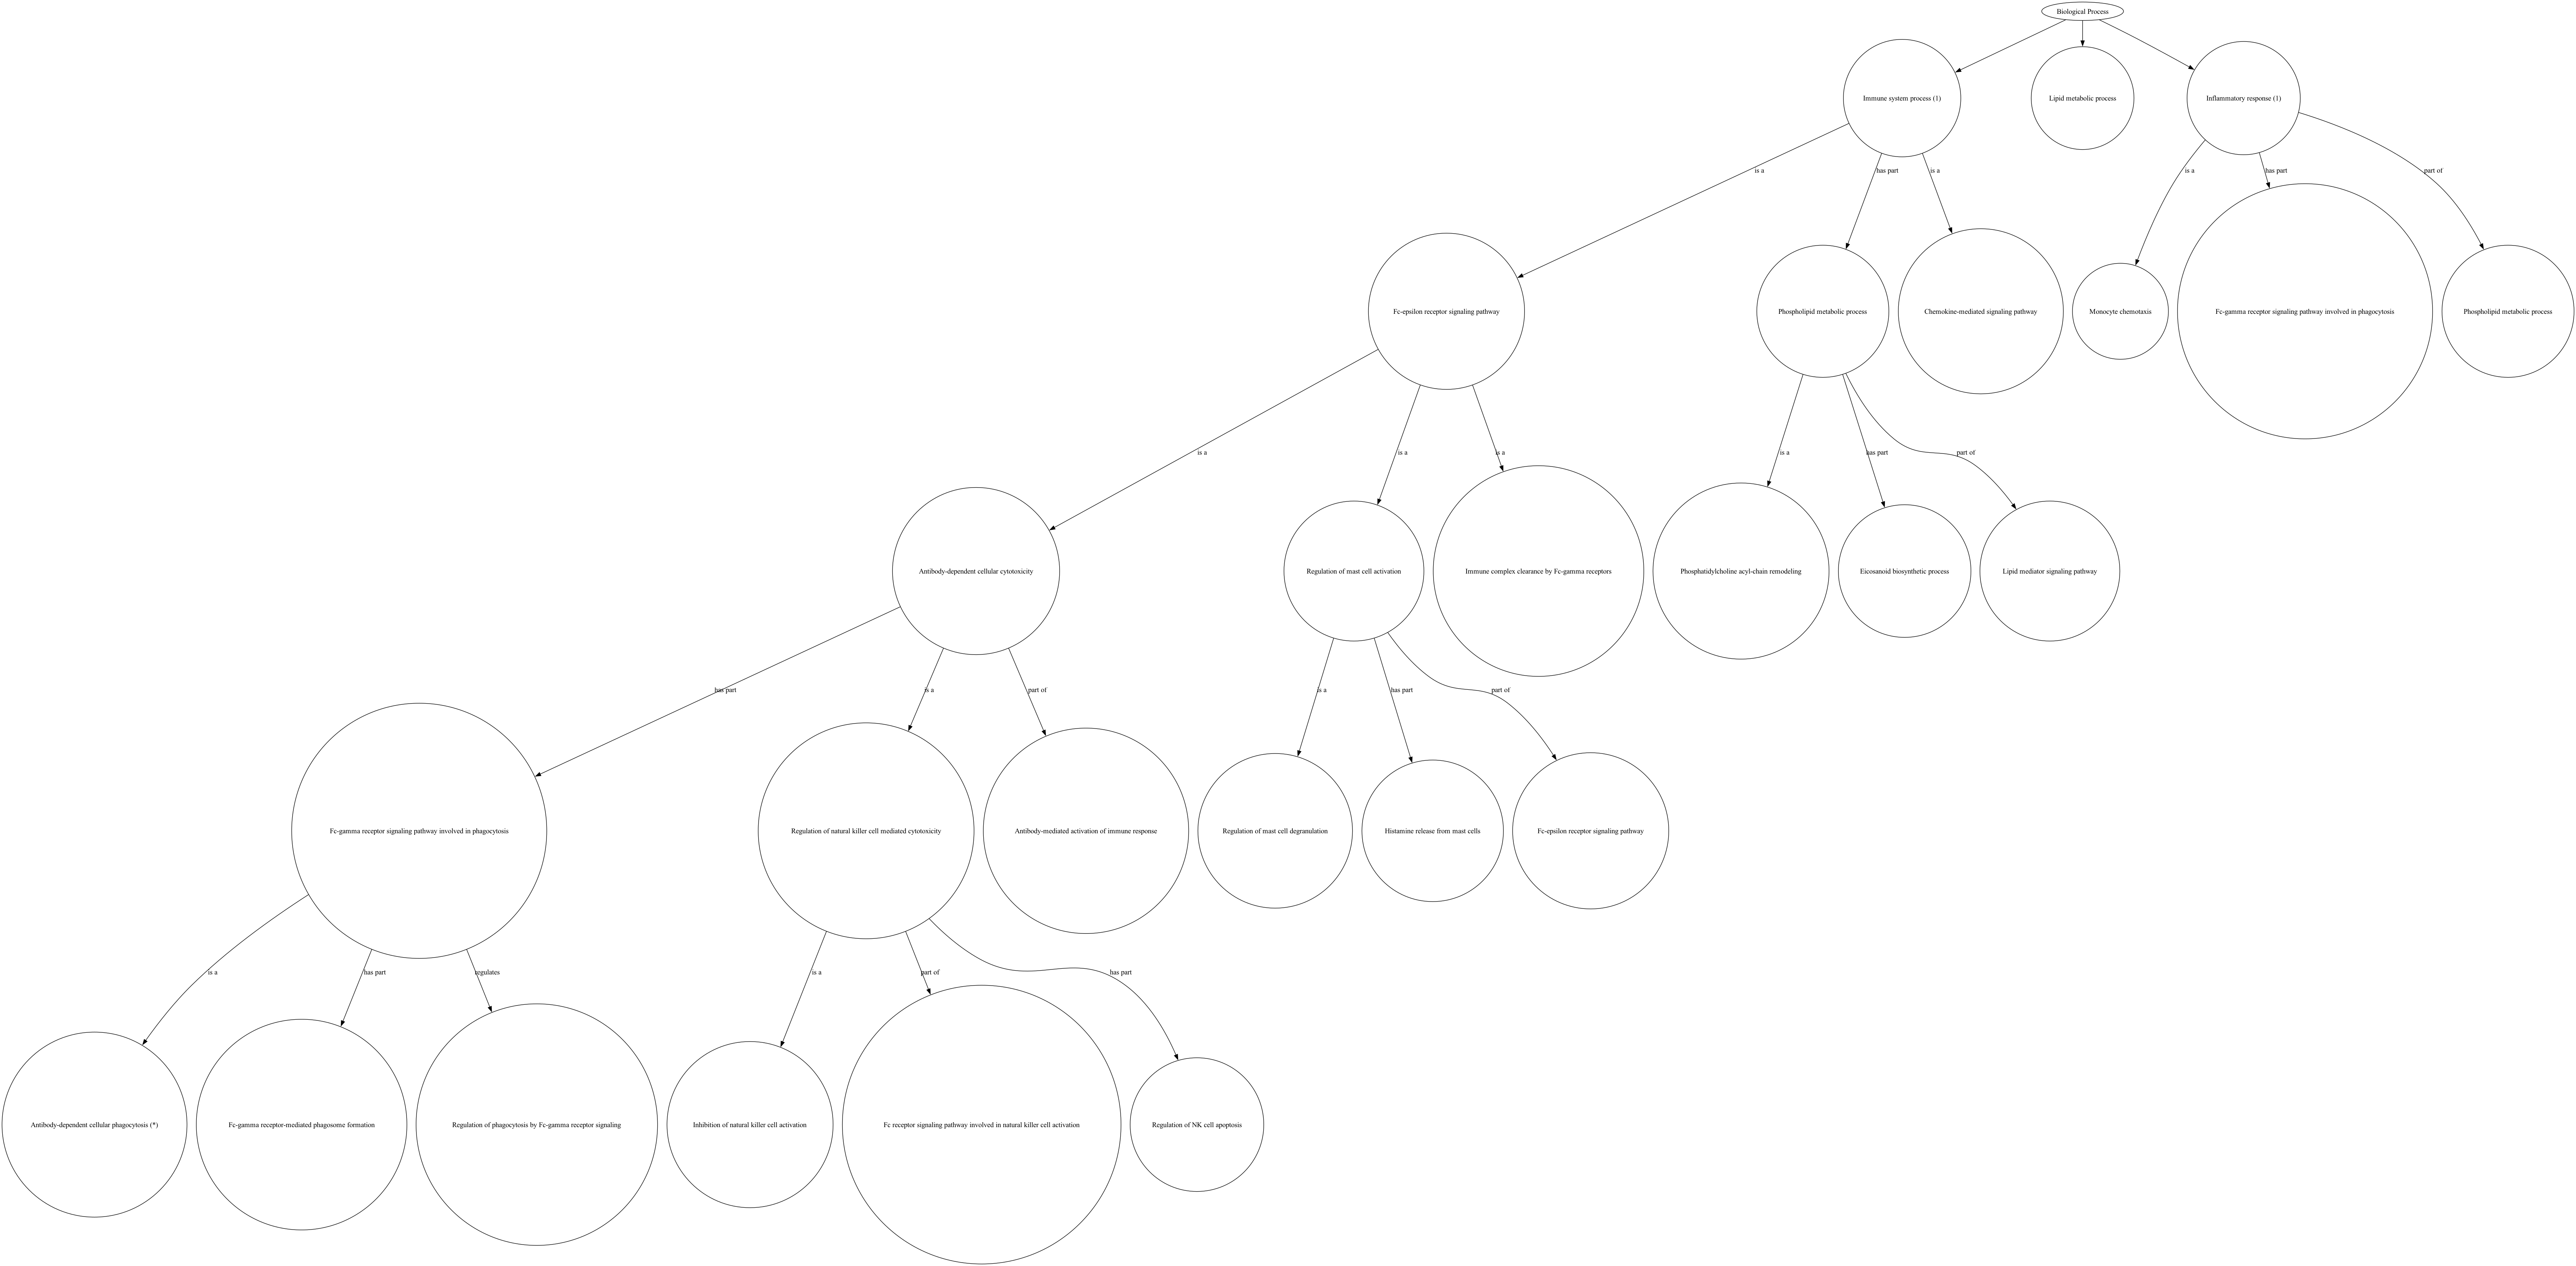 Biological Process
Immune system process (1)
Lipid metabolic process
Inflammatory response (1)
is a
has part
is a
is a
has part
part of
Fc-epsilon receptor signaling pathway
Phospholipid metabolic process
Chemokine-mediated signaling pathway
Monocyte chemotaxis
Fc-gamma receptor signaling pathway involved in phagocytosis
Phospholipid metabolic process
is a
is a
is a
is a
has part
part of
Antibody-dependent cellular cytotoxicity
Regulation of mast cell activation
Immune complex clearance by Fc-gamma receptors
Phosphatidylcholine acyl-chain remodeling
Eicosanoid biosynthetic process
Lipid mediator signaling pathway
has part
is a
part of
is a
has part
part of
Fc-gamma receptor signaling pathway involved in phagocytosis
Regulation of natural killer cell mediated cytotoxicity
Antibody-mediated activation of immune response
Regulation of mast cell degranulation
Histamine release from mast cells
Fc-epsilon receptor signaling pathway
is a
has part
regulates
is a
part of
has part
Antibody-dependent cellular phagocytosis (*)
Fc-gamma receptor-mediated phagosome formation
Regulation of phagocytosis by Fc-gamma receptor signaling
Inhibition of natural killer cell activation
Fc receptor signaling pathway involved in natural killer cell activation
Regulation of NK cell apoptosis